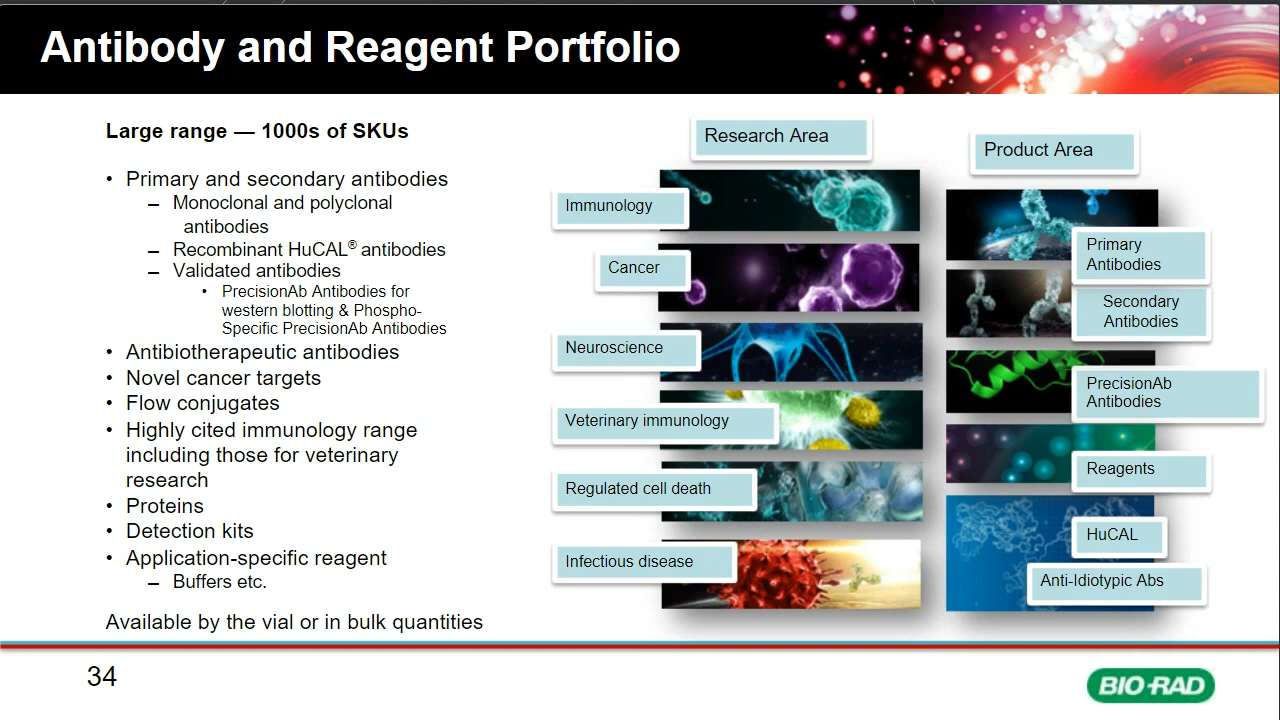 Antibody and Reagent Portfolio
Large range — 1000s of SKUs
• Primary and secondary antibodies
– Monoclonal and polyclonal
antibodies
– Recombinant HuCAL® antibodies
– Validated antibodies
• PrecisionAb Antibodies for
western blotting & Phospho-
Specific PrecisionAb Antibodies
• Antibiotherapeutic antibodies
• Novel cancer targets
• Flow conjugates
• Highly cited immunology range
including those for veterinary
research
• Proteins
• Detection kits
• Application-specific reagent
– Buffers etc.
Available by the vial or in bulk quantities
Research Area
Immunology
Cancer
Neuroscience
Veterinary immunology
Regulated cell death
Infectious disease
Product Area
Primary
Antibodies
Secondary
Antibodies
PrecisionAb
Antibodies
Reagents
HuCAL
Anti-Idiotypic Abs
34
BIO-RAD